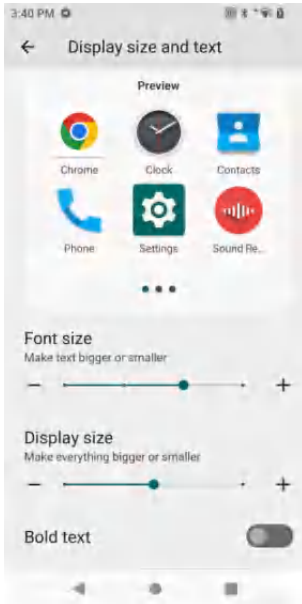 3:40 PM
Display size and text
Preview
Chrome Clock Contacts
Phone Settings Sound Re..
Font size
Make text bigger or smaller
Display size
Make everything bigger or smaller
Bold text